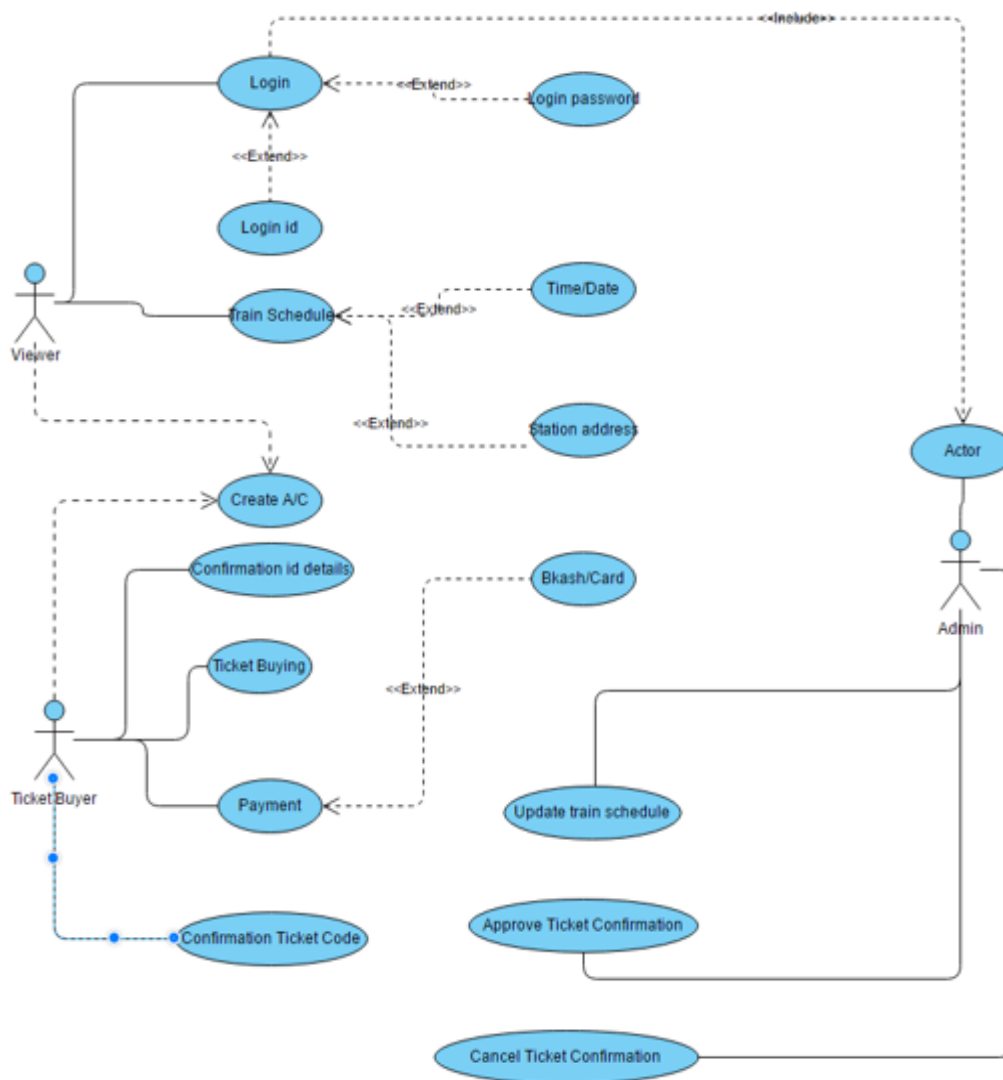 <<Include>>
Login
<<Extend>>
Login password
<<Extend>>
Login id
Time/Date
Train Schedule
<<Extend>>
Viewer
<<Extend>>
Station address
Actor
Create A/C
Confirmation id details
Bkash/Card
Admin
Ticket Buying
<<Extend>>
Ticket Buyer
Payment
Update train schedule
Approve Ticket Confirmation
Confirmation Ticket Code
Cancel Ticket Confirmation